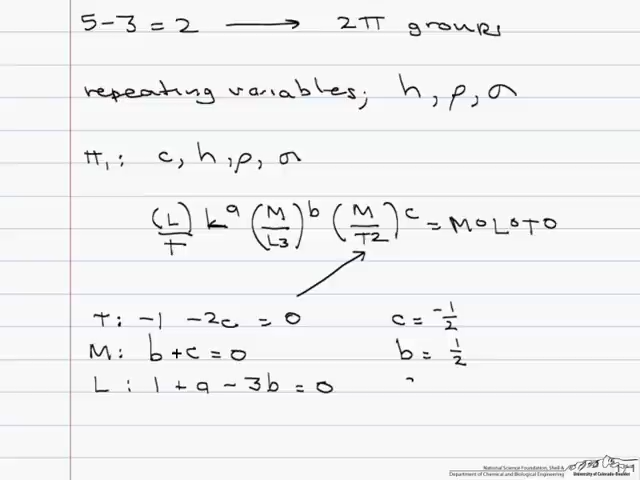 5 - 3 = 2 ⟶ 2π groups
repeating variables; h, ρ, σ
π₁: c, h, ρ, σ
(L)/T L^a (M/L3)^b (M/T2)^c = M0L0T0
T: -1 -2c = 0 c = -1/2
M: b + c = 0 b = 1/2
L: 1 + a - 3b = 0
National Science Foundation, Shell &
Department of Chemical and Biological Engineering University of Colorado Boulder